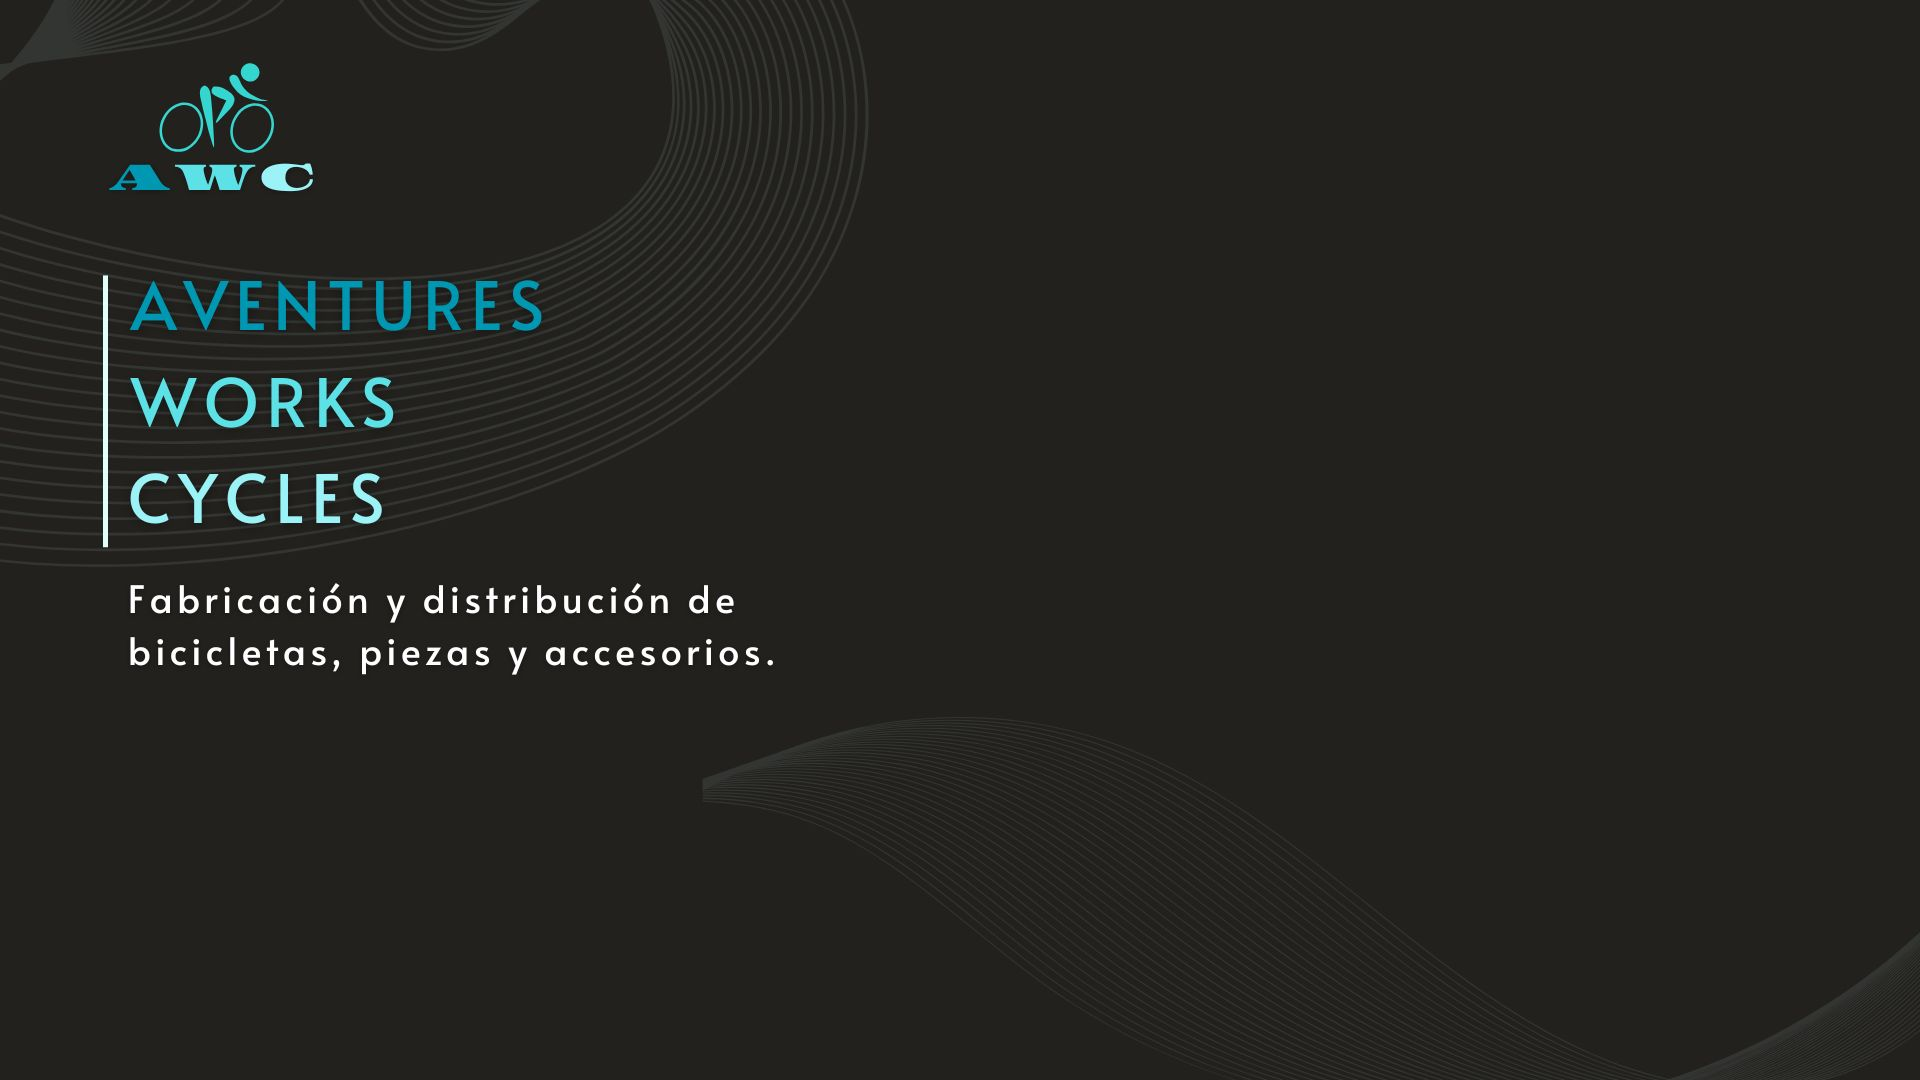 AWC
AVENTURES
WORKS
CYCLES
Fabricación y distribución de
bicicletas, piezas y accesorios.